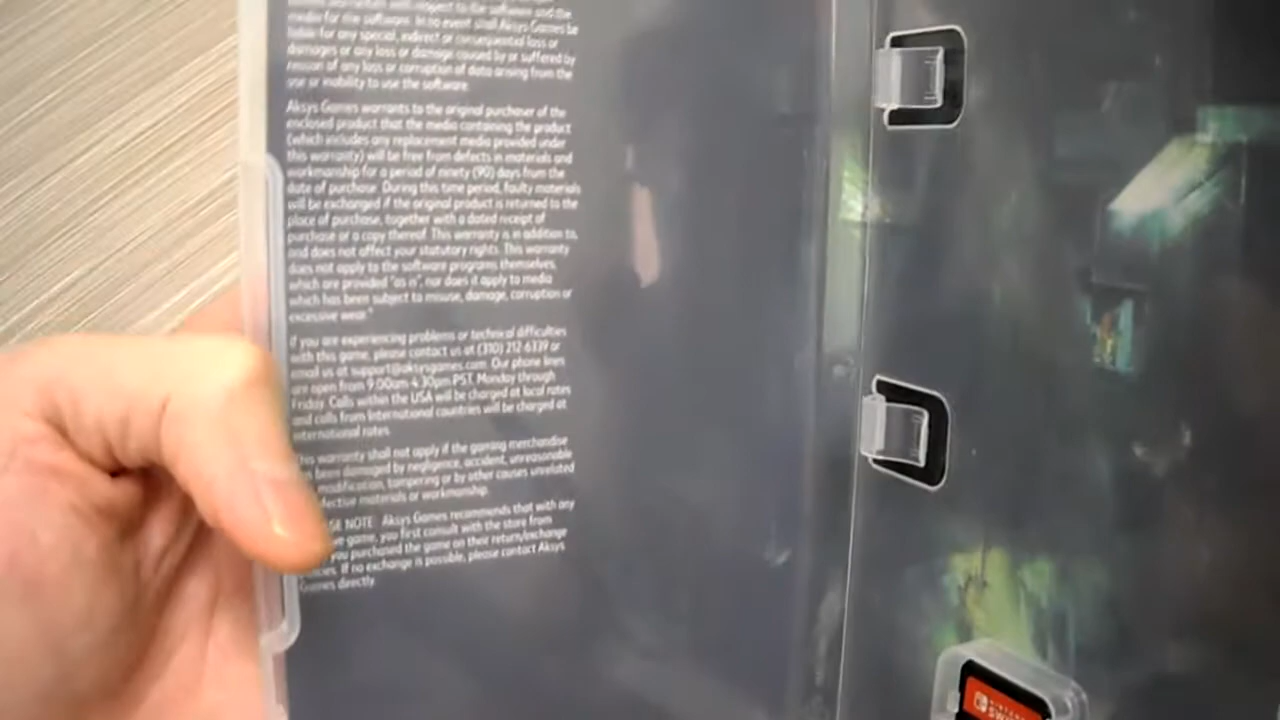 media for the software. In no event shall Aksys Games be
liable for any special, indirect or consequential loss or
damages or any loss or damage caused by or suffered by
reason of any loss or corruption of data arising from the
use or inability to use the software.
Aksys Games warrants to the original purchaser of the
enclosed product that the media containing the product
(which includes any replacement media provided under
this warranty) will be free from defects in materials and
workmanship for a period of ninety (90) days from the
date of purchase. During this time period, faulty materials
will be exchanged if the original product is returned to the
place of purchase, together with a dated receipt of
purchase or a copy thereof. This warranty is in addition to,
and does not affect your statutory rights. This warranty
does not apply to the software programs themselves,
which are provided "as is", nor does it apply to media
which has been subject to misuse, damage, corruption or
excessive wear."
If you are experiencing problems or technical difficulties
with this game, please contact us at (310) 212-6339 or
email us at support@aksysgames.com. Our phone lines
are open from 9:00am-4:30pm PST, Monday through
Friday. Calls within the USA will be charged at local rates
and calls from International countries will be charged at
international rates.
his warranty shall not apply if the gaming merchandise
been damaged by negligence, accident, unreasonable
modification, tampering or by other causes unrelated
fective materials or workmanship.
SE NOTE: Aksys Games recommends that with any
ve game, you first consult with the store from
you purchased the game on their return/exchange
cies. If no exchange is possible, please contact Aksys
Games directly.
NINTENDO
SWITCH